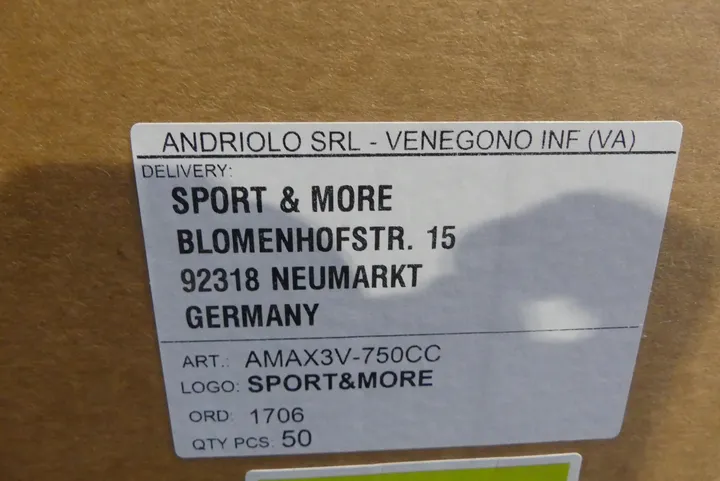 ANDRIOLO SRL - VENEGONO INF (VA)
DELIVERY:
SPORT & MORE
BLOMENHOFSTR. 15
92318 NEUMARKT
GERMANY
ART.: AMAX3V-750CC
LOGO: SPORT&MORE
ORD: 1706
QTY PCS: 50